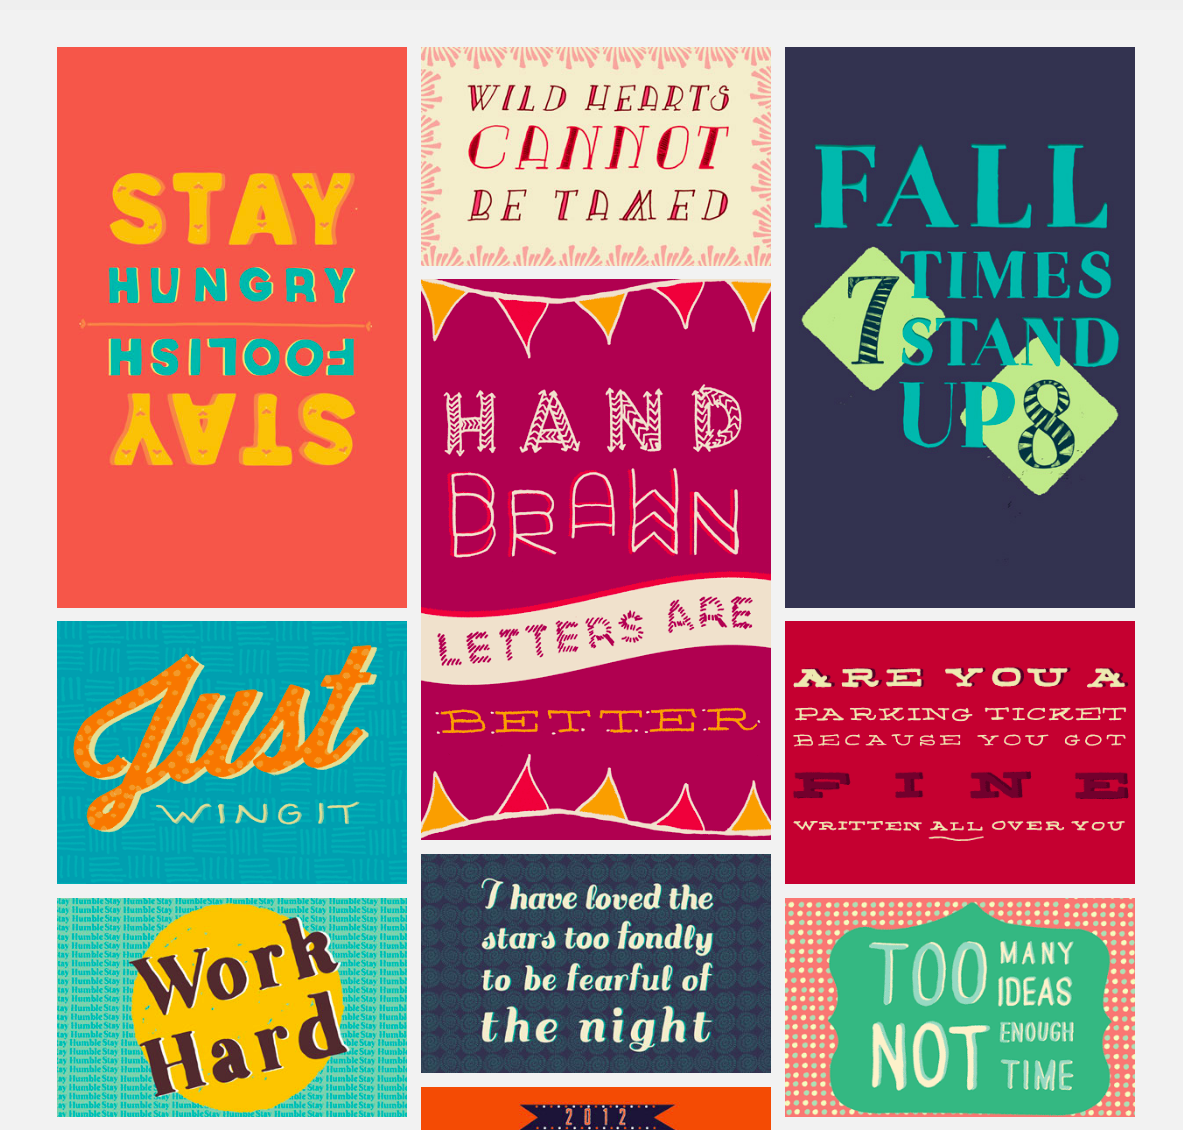 STAY
HUNGRY
FOOLISH
STAY
WILD HEARTS
CANNOT
BE TAMED
FALL
7 TIMES
STAND
UP 8
HAND
DRAWN
LETTERS ARE
BETTER
Just
WING IT
ARE YOU A
PARKING TICKET
BECAUSE YOU GOT
FINE
WRITTEN ALL OVER YOU
Stay Humble Stay Humble Stay Humble Stay Humble
Work
Hard
I have loved the
stars too fondly
to be fearful of
the night
TOO MANY
IDEAS
NOT ENOUGH
TIME
2012